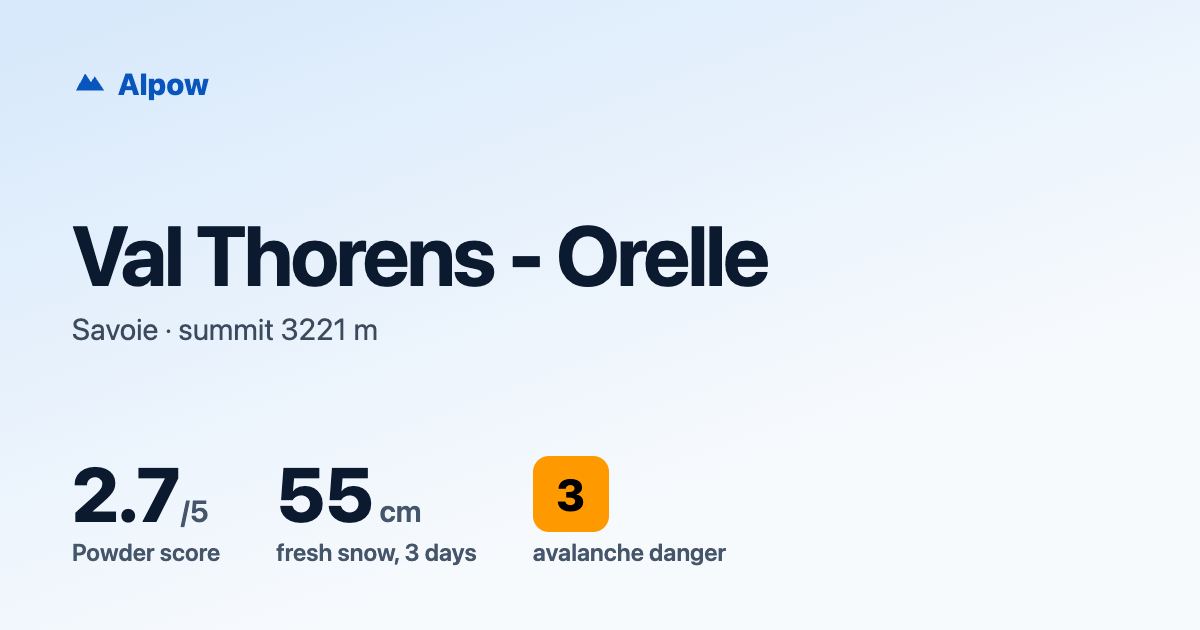 Alpow
Val Thorens - Orelle
Savoie · summit 3221 m
2.7/5
Powder score
55 cm
fresh snow, 3 days
3
avalanche danger